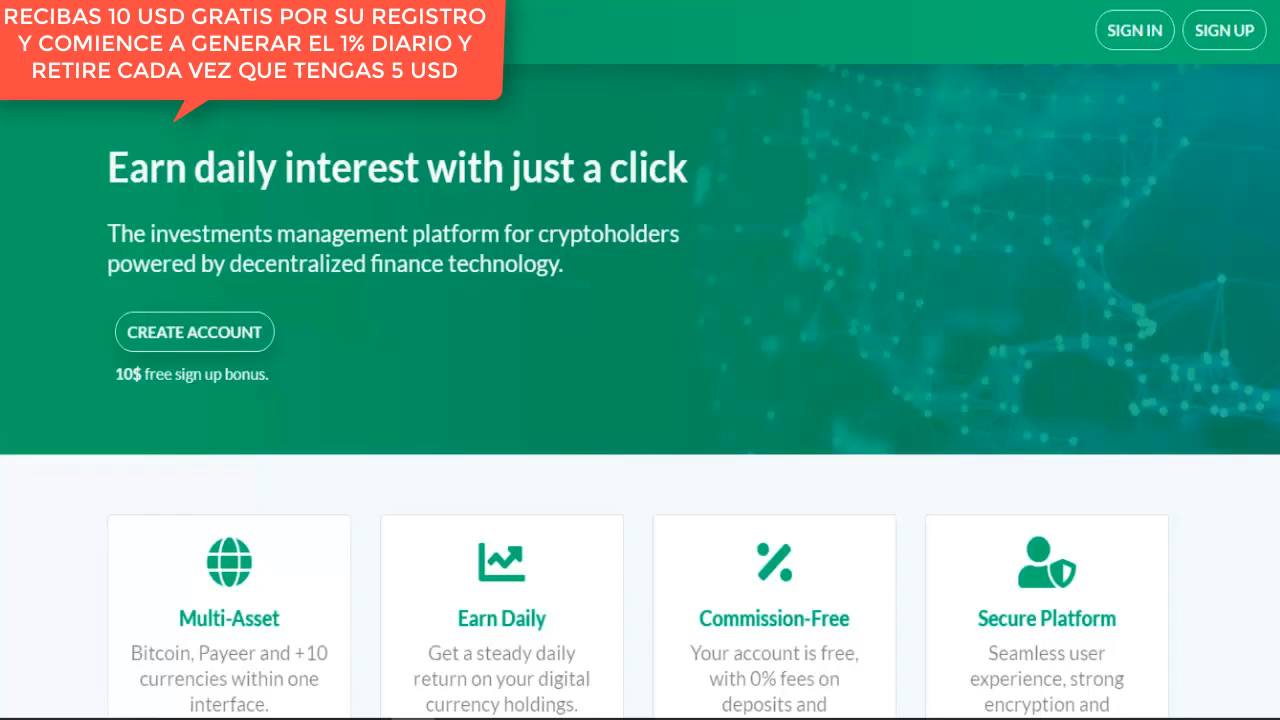 RECIBAS 10 USD GRATIS POR SU REGISTRO
Y COMIENCE A GENERAR EL 1% DIARIO Y
RETIRE CADA VEZ QUE TENGAS 5 USD
SIGN IN
SIGN UP
Earn daily interest with just a click
The investments management platform for cryptoholders
powered by decentralized finance technology.
CREATE ACCOUNT
10$ free sign up bonus.
Multi-Asset
Bitcoin, Payeer and +10
currencies within one
interface.
Earn Daily
Get a steady daily
return on your digital
currency holdings.
Commission-Free
Your account is free,
with 0% fees on
deposits and
Secure Platform
Seamless user
experience, strong
encryption and